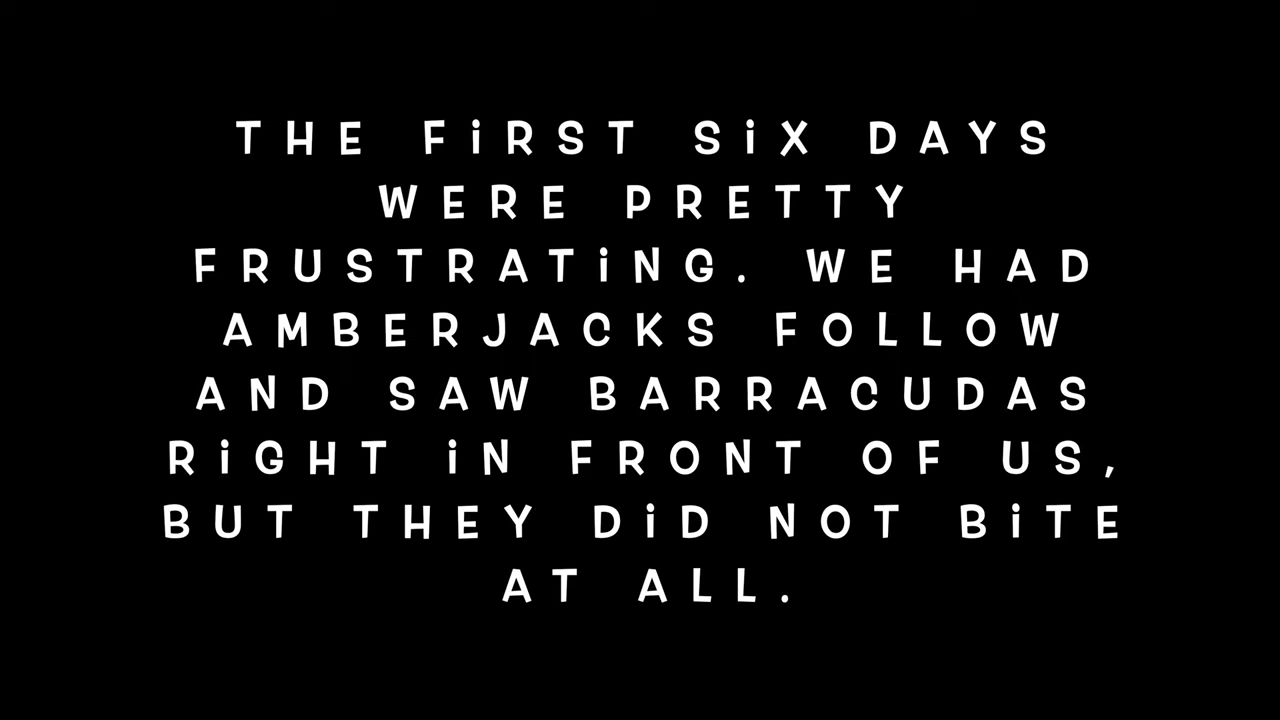 THE FiRST SiX DAYS
WERE PRETTY
FRUSTRATiNG. WE HAD
AMBERJACKS FOLLOW
AND SAW BARRACUDAS
RiGHT iN FRONT OF US,
BUT THEY DiD NOT BiTE
AT ALL.